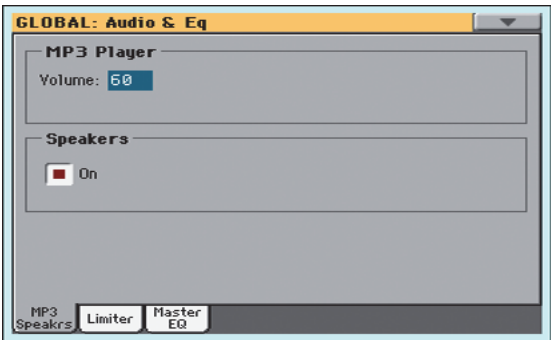 GLOBAL: Audio & Eq
MP3 Player
Volume: 60
Speakers
On
MP3
Speakrs
Limiter
Master
EQ